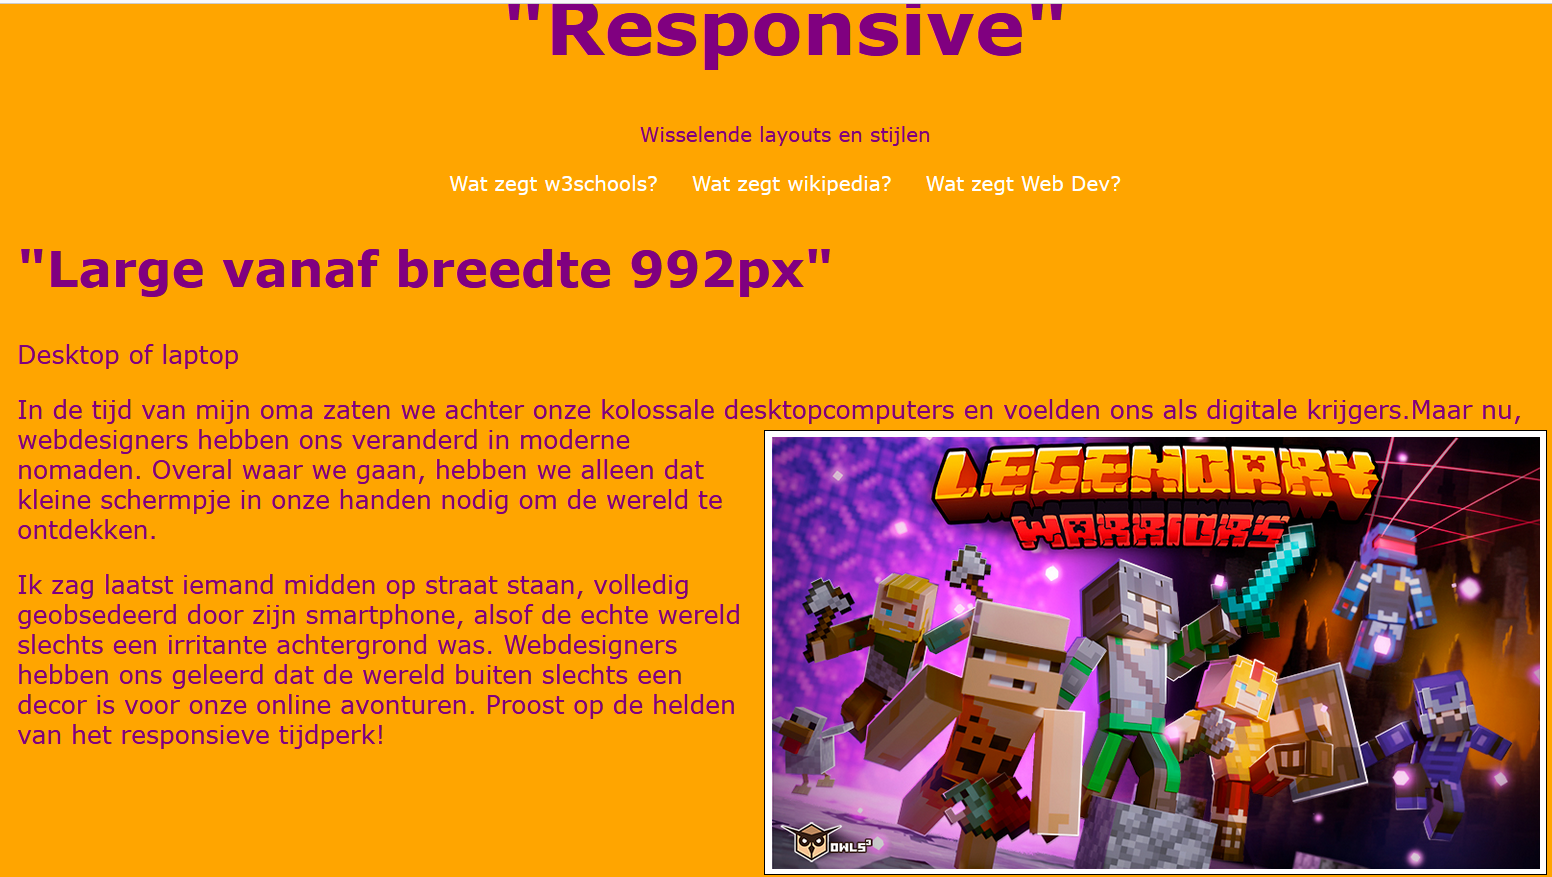 "Responsive"
Wisselende layouts en stijlen
Wat zegt w3schools? Wat zegt wikipedia? Wat zegt Web Dev?
"Large vanaf breedte 992px"
Desktop of laptop
In de tijd van mijn oma zaten we achter onze kolossale desktopcomputers en voelden ons als digitale krijgers.Maar nu,
webdesigners hebben ons veranderd in moderne
nomaden. Overal waar we gaan, hebben we alleen dat
kleine schermpje in onze handen nodig om de wereld te
ontdekken.
Ik zag laatst iemand midden op straat staan, volledig
geobsedeerd door zijn smartphone, alsof de echte wereld
slechts een irritante achtergrond was. Webdesigners
hebben ons geleerd dat de wereld buiten slechts een
decor is voor onze online avonturen. Proost op de helden
van het responsieve tijdperk!
LEGENDARY
WARRIORS
OWLS³